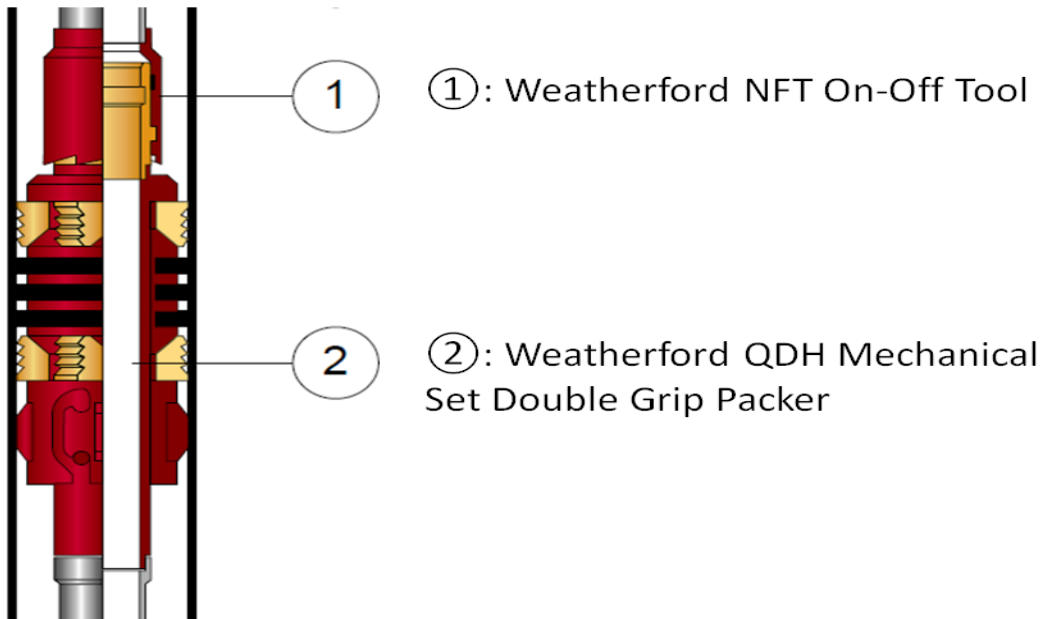 1
①: Weatherford NFT On-Off Tool
2
②: Weatherford QDH Mechanical
Set Double Grip Packer